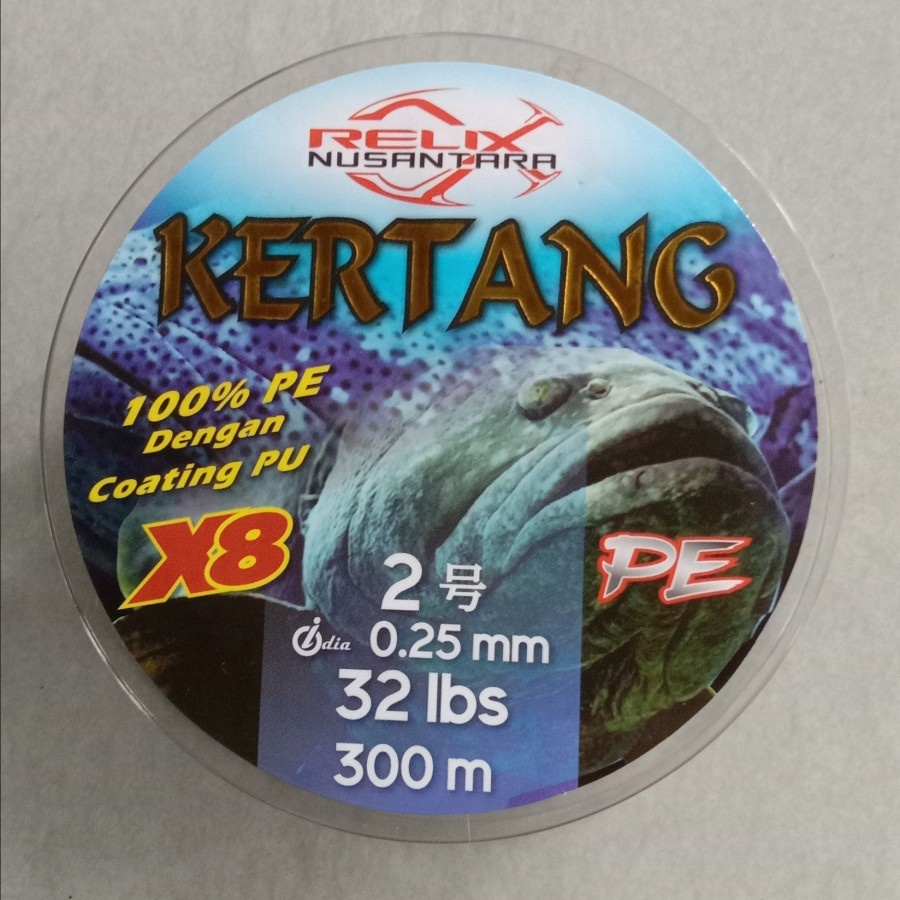 RELIX
NUSANTARA
KERTANG
100% PE
Dengan
Coating PU
X8
PE
2号
dia 0.25 mm
32 lbs
300 m